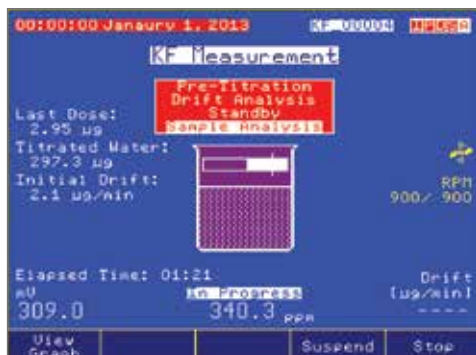 00:00:00 Janaury 1, 2013 KF_00004
KF Measurement
Pre-Titration
Drift Analysis
Standby
Sample Analysis
Last Dose:
2.95 µg
Titrated Water:
297.3 µg
Initial Drift:
2.1 µg/min
RPM
900/ 900
Elapsed Time: 01:21
mV
309.0
In Progress
340.3 ppm
Drift
[µg/min]
----
View
Graph
Suspend
Stop